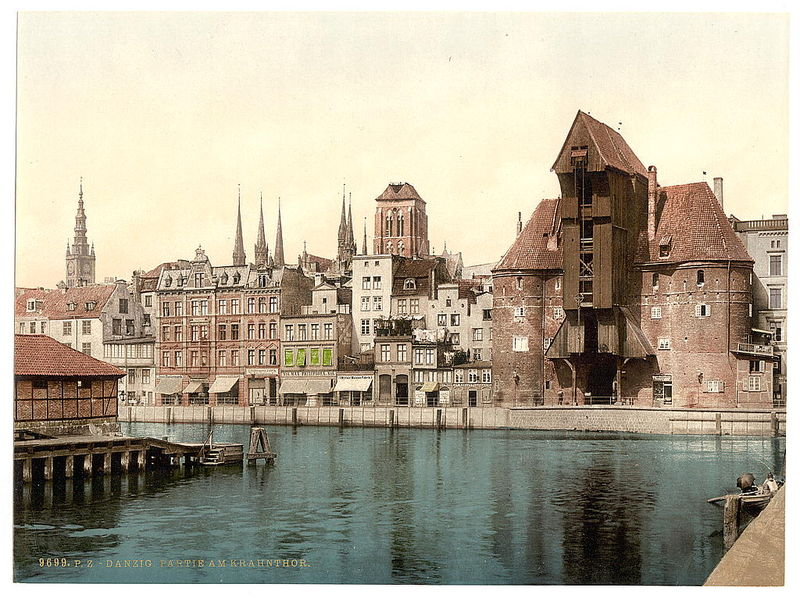 9699. P. Z - DANZIG. PARTIE AM KRAHNTHOR.